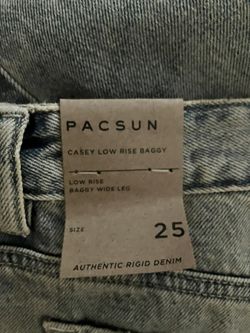 PACSUN
CASEY LOW RISE BAGGY
LOW RISE
BAGGY WIDE LEG
SIZE 25
AUTHENTIC RIGID DENIM